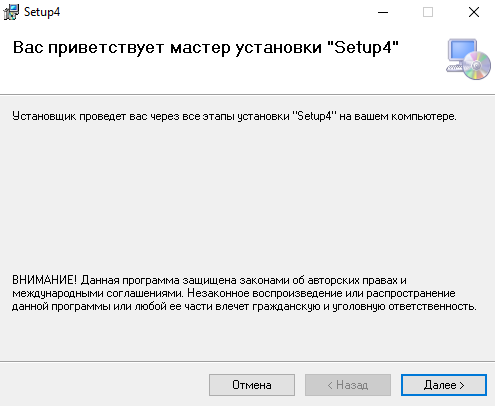 Setup4
Вас приветствует мастер установки "Setup4"
Установщик проведет вас через все этапы установки "Setup4" на вашем компьютере.
ВНИМАНИЕ! Данная программа защищена законами об авторских правах и
международными соглашениями. Незаконное воспроизведение или распространение
данной программы или любой ее части влечет гражданскую и уголовную ответственность.
Отмена
< Назад
Далее >